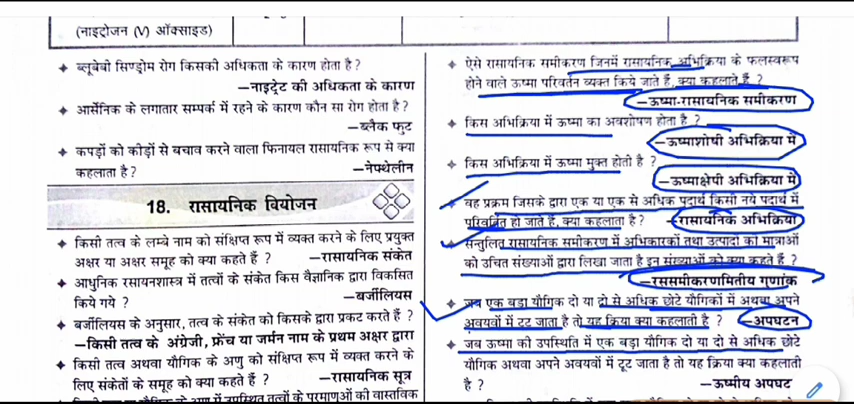 (नाइट्रोजन (V) ऑक्साइड)
✦ ब्लूबेबी सिण्ड्रोम रोग किसकी अधिकता के कारण होता है ?
—नाइट्रेट की अधिकता के कारण
✦ आर्सेनिक के लगातार सम्पर्क में रहने के कारण कौन सा रोग होता है ?
—ब्लैक फुट
✦ कपड़ों को कीड़ों से बचाव करने वाला फिनायल रासायनिक रूप से क्या
कहलाता है ? —नेफ्थेलीन
18. रासायनिक वियोजन
✦ किसी तत्व के लम्बे नाम को संक्षिप्त रूप में व्यक्त करने के लिए प्रयुक्त
अक्षर या अक्षर समूह को क्या कहते हैं ? —रासायनिक संकेत
✦ आधुनिक रसायनशास्त्र में तत्वों के संकेत किस वैज्ञानिक द्वारा विकसित
किये गये ? —बर्जीलियस
✦ बर्जीलियस के अनुसार, तत्व के संकेत को किसके द्वारा प्रकट करते हैं ?
—किसी तत्व के अंग्रेजी, फ्रेंच या जर्मन नाम के प्रथम अक्षर द्वारा
✦ किसी तत्व अथवा यौगिक के अणु को संक्षिप्त रूप में व्यक्त करने के
लिए संकेतों के समूह को क्या कहते हैं ? —रासायनिक सूत्र
में उपस्थित तत्वों के परमाणुओं की वास्तविक
✦ ऐसे रासायनिक समीकरण जिनमें रासायनिक अभिक्रिया के फलस्वरूप
होने वाले ऊष्मा परिवर्तन व्यक्त किये जाते हैं, क्या कहलाते हैं ?
—ऊष्मा-रासायनिक समीकरण
✦ किस अभिक्रिया में ऊष्मा का अवशोषण होता है ?
—ऊष्माशोषी अभिक्रिया में
✦ किस अभिक्रिया में ऊष्मा मुक्त होती है ?
—ऊष्माक्षेपी अभिक्रिया में
वह प्रक्रम जिसके द्वारा एक या एक से अधिक पदार्थ किसी नये पदार्थ में
परिवर्तित हो जाते हैं, क्या कहलाता है ? —रासायनिक अभिक्रिया
सन्तुलित रासायनिक समीकरण में अभिकारकों तथा उत्पादों की मात्राओं
को उचित संख्याओं द्वारा लिखा जाता है इन संख्याओं को क्या कहते हैं ?
—रससमीकरणमितीय गुणांक
✦ जब एक बड़ा यौगिक दो या दो से अधिक छोटे यौगिकों में अथवा अपने
अवयवों में टूट जाता है तो यह क्रिया क्या कहलाती है ? —अपघटन
✦ जब ऊष्मा की उपस्थिति में एक बड़ा यौगिक दो या दो से अधिक छोटे
यौगिक अथवा अपने अवयवों में टूट जाता है तो यह क्रिया क्या कहलाती
है ? —ऊष्मीय अपघट